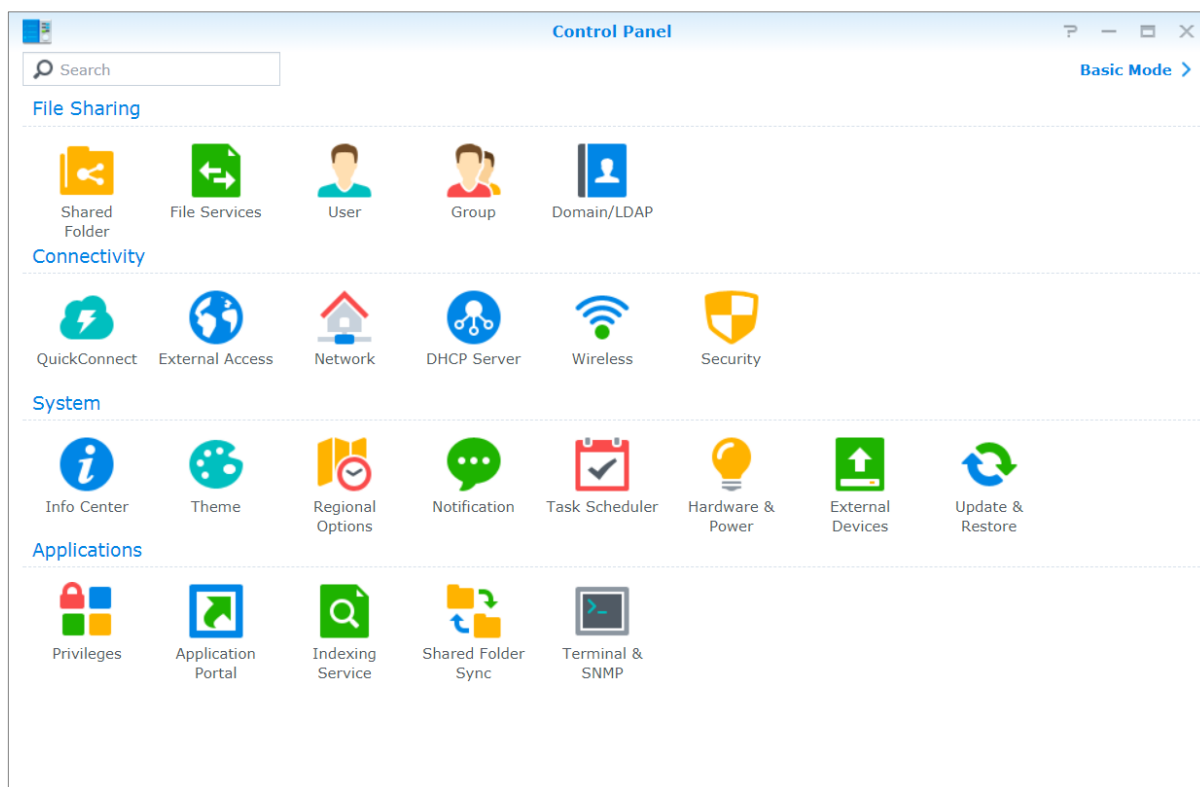 Control Panel
Search
Basic Mode
File Sharing
Shared Folder
File Services
User
Group
Domain/LDAP
Connectivity
QuickConnect
External Access
Network
DHCP Server
Wireless
Security
System
Info Center
Theme
Regional Options
Notification
Task Scheduler
Hardware & Power
External Devices
Update & Restore
Applications
Privileges
Application Portal
Indexing Service
Shared Folder Sync
Terminal & SNMP